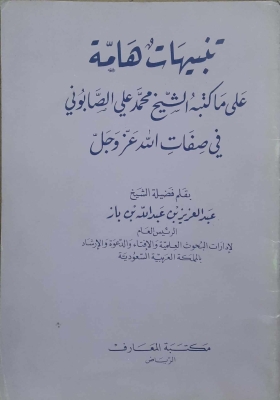 تنبيهات هامّة
على ما كتبه الشيخ محمد علي الصابوني
في صفات الله عزّ وجلّ
بقلم فضيلة الشيخ
عبد العزيز بن عبد الله بن باز
الرئيس العام
لإدارات البحوث العلمية والإفتاء والدعوة والإرشاد
بالمملكة العربية السعودية
مكتبة المعارف
الرياض